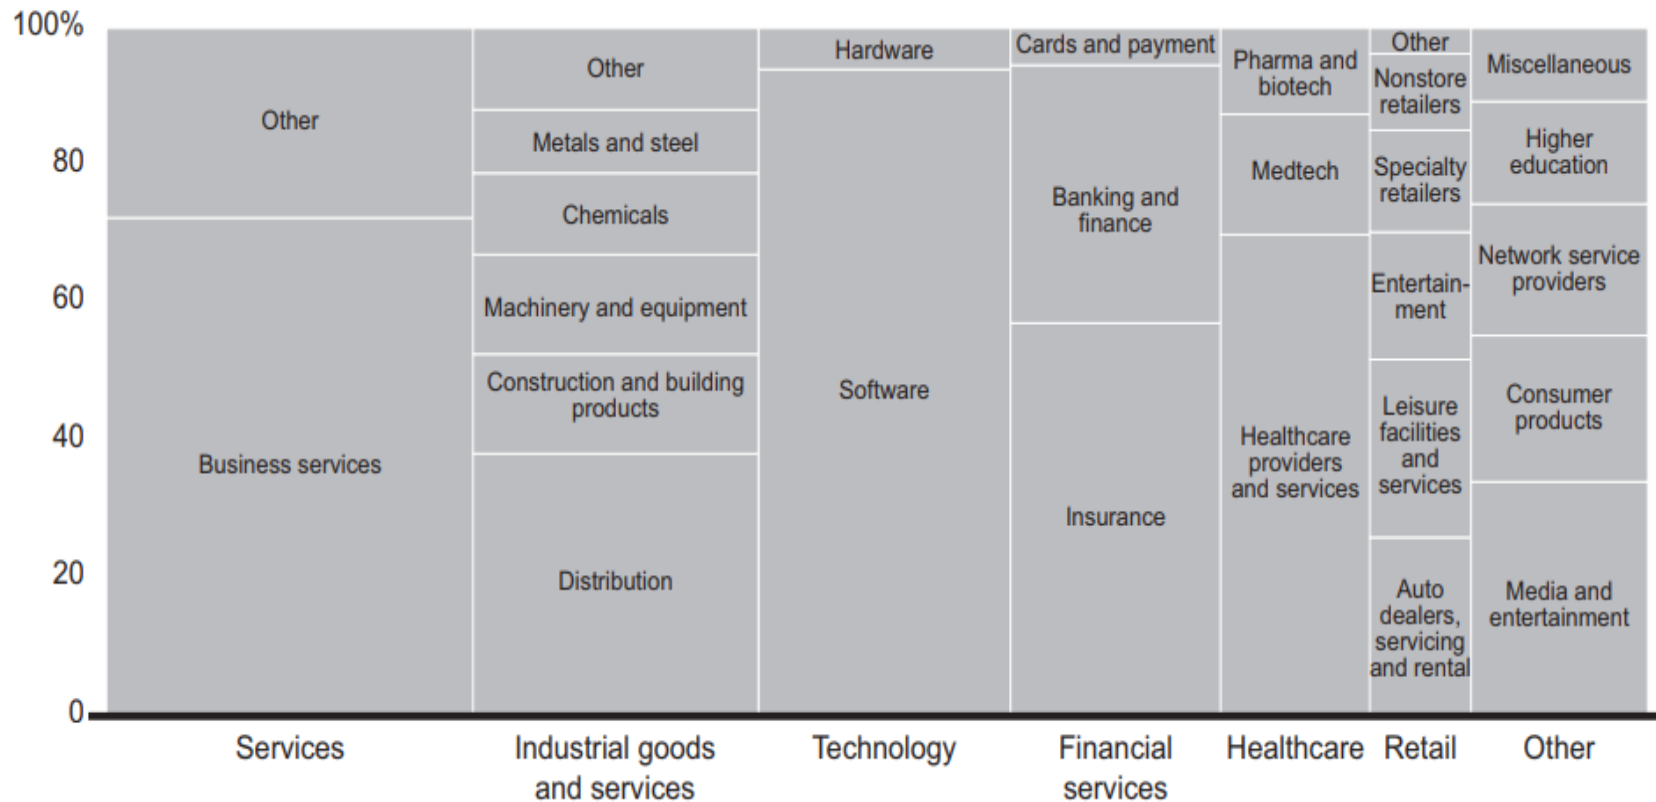 100%
80
60
40
20
0
Other
Business services
Other
Metals and steel
Chemicals
Machinery and equipment
Construction and building
products
Distribution
Hardware
Software
Cards and payment
Banking and
finance
Insurance
Pharma and
biotech
Medtech
Healthcare
providers
and services
Other
Nonstore
retailers
Specialty
retailers
Entertain-
ment
Leisure
facilities
and
services
Auto
dealers,
servicing
and rental
Miscellaneous
Higher
education
Network service
providers
Consumer
products
Media and
entertainment
Services
Industrial goods
and services
Technology
Financial
services
Healthcare
Retail
Other